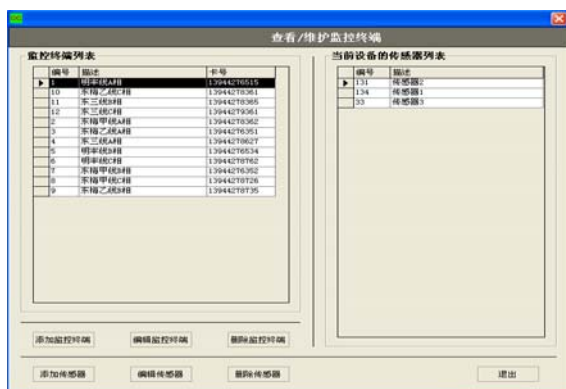 查看/维护监控终端
监控终端列表
编号 描述 卡号
1 明丰线A相 13944276515
10 东梅乙线C相 13944278361
11 东三线B相 13944278365
12 东三线C相 13944279361
2 东梅甲线A相 13944278362
3 东梅乙线A相 13944276351
4 东三线A相 13944278627
5 明丰线B相 13944276534
6 明丰线C相 13944278762
7 东梅甲线B相 13944276352
8 东梅甲线C相 13944278726
9 东梅乙线B相 13944278735
当前设备的传感器列表
编号 描述
131 传感器2
134 传感器1
33 传感器3
添加监控终端 编辑监控终端 删除监控终端
添加传感器 编辑传感器 删除传感器 退出